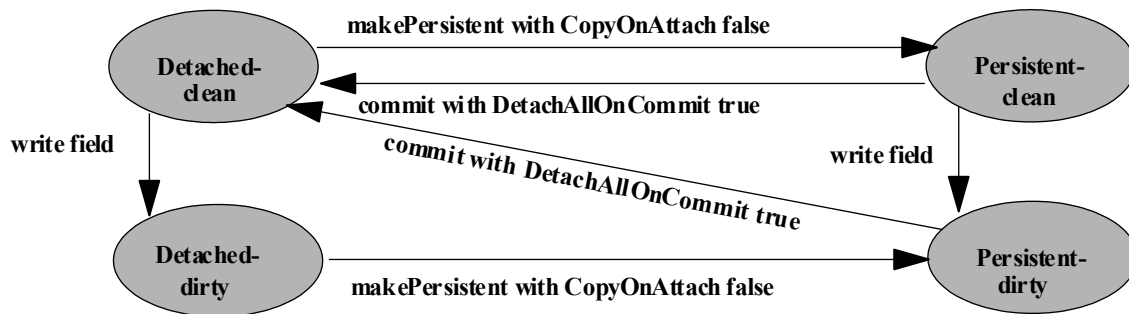 makePersistent with CopyOnAttach false
Detached-
clean
Persistent-
clean
commit with DetachAllOnCommit true
write field
commit with DetachAllOnCommit true
write field
Detached-
dirty
Persistent-
dirty
makePersistent with CopyOnAttach false